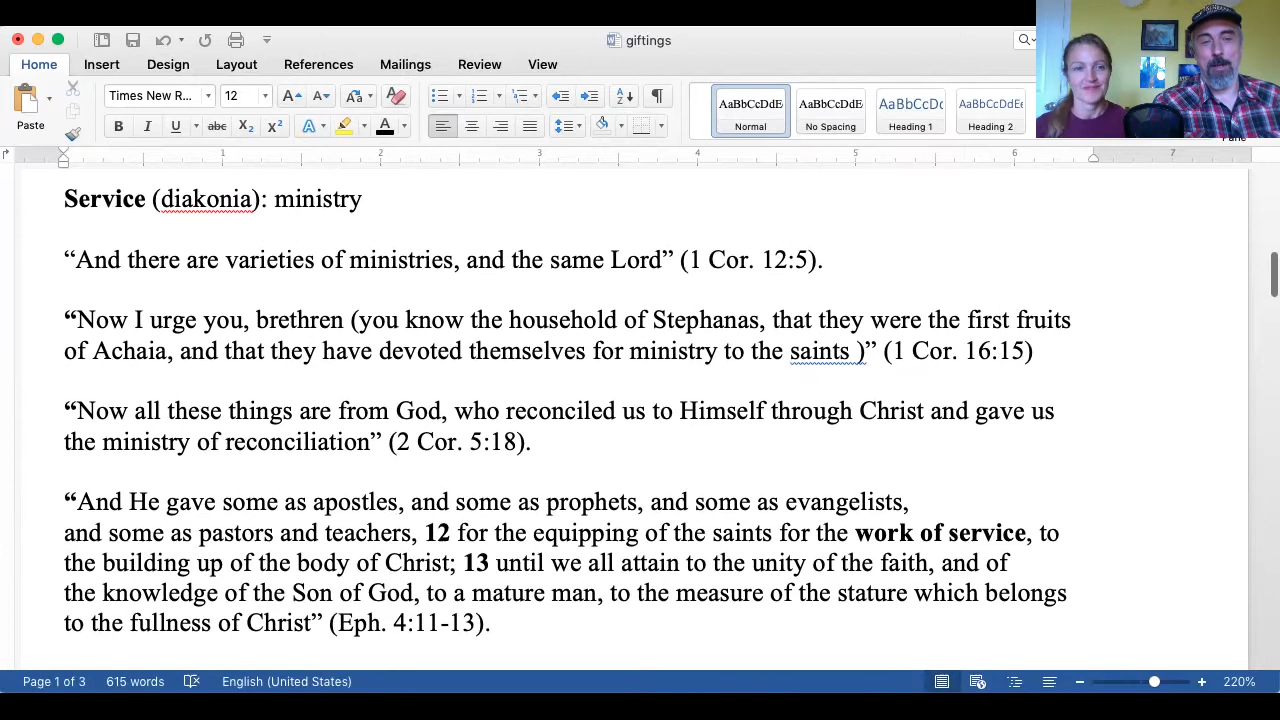 giftings
Home Insert Design Layout References Mailings Review View
Paste
Times New R... 12
AaBbCcDdE AaBbCcDdE AaBbCcDc AaBbCcDdEe
Normal No Spacing Heading 1 Heading 2
1 2 3 4 5 6 7
Service (diakonia): ministry
“And there are varieties of ministries, and the same Lord” (1 Cor. 12:5).
“Now I urge you, brethren (you know the household of Stephanas, that they were the first fruits
of Achaia, and that they have devoted themselves for ministry to the saints )” (1 Cor. 16:15)
“Now all these things are from God, who reconciled us to Himself through Christ and gave us
the ministry of reconciliation” (2 Cor. 5:18).
“And He gave some as apostles, and some as prophets, and some as evangelists,
and some as pastors and teachers, 12 for the equipping of the saints for the work of service, to
the building up of the body of Christ; 13 until we all attain to the unity of the faith, and of
the knowledge of the Son of God, to a mature man, to the measure of the stature which belongs
to the fullness of Christ” (Eph. 4:11-13).
Page 1 of 3 615 words English (United States) 220%